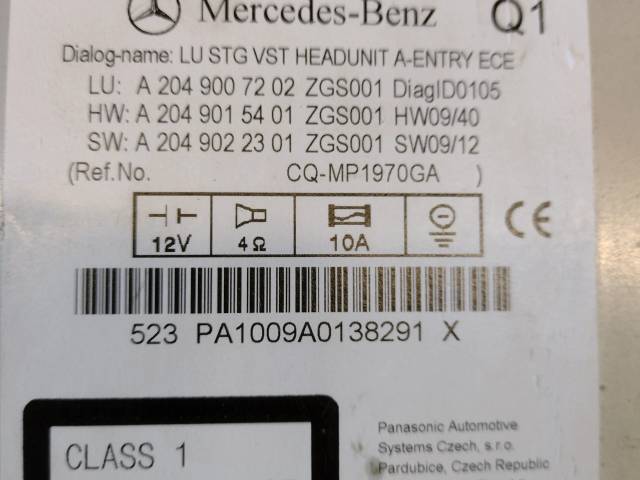 Mercedes-Benz Q1
Dialog-name: LU STG VST HEADUNIT A-ENTRY ECE
LU: A 204 900 72 02 ZGS001 DiagID0105
HW: A 204 901 54 01 ZGS001 HW09/40
SW: A 204 902 23 01 ZGS001 SW09/12
(Ref.No. CQ-MP1970GA )
12V 4Ω 10A CE
523 PA1009A0138291 X
CLASS 1
Panasonic Automotive
Systems Czech, s.r.o.
Pardubice, Czech Republic